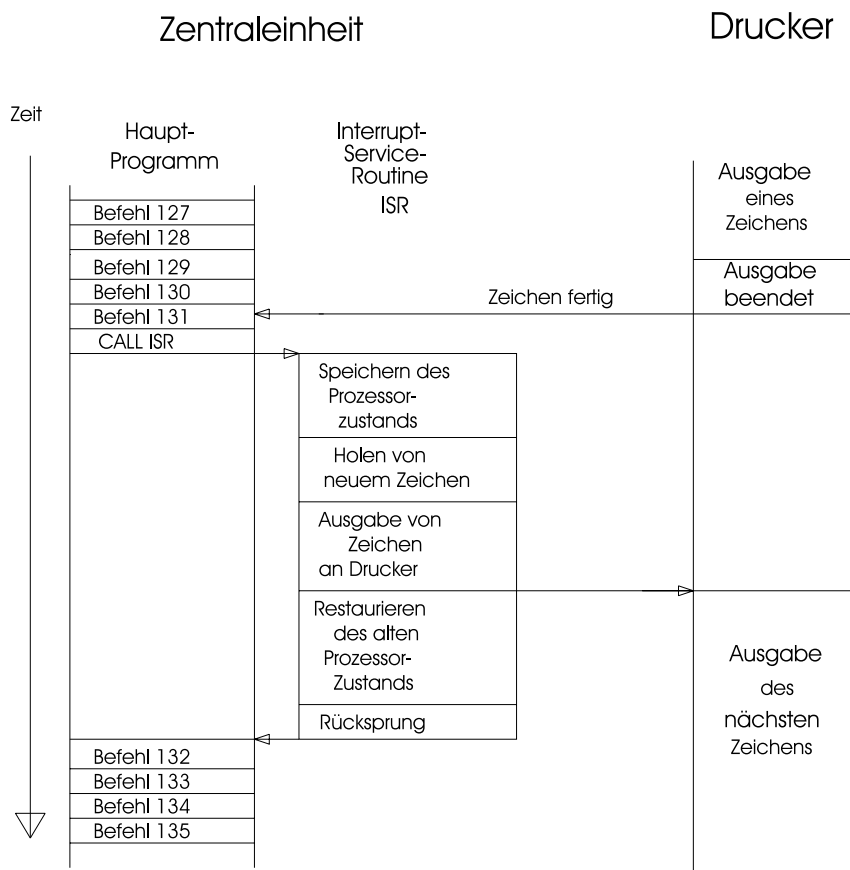 Zentraleinheit
Drucker
Zeit
Haupt-
Programm
Interrupt-
Service-
Routine
ISR
Ausgabe
eines
Zeichens
Befehl 127
Befehl 128
Befehl 129
Befehl 130
Befehl 131
CALL ISR
Zeichen fertig
Ausgabe
beendet
Speichern des
Prozessor-
zustands
Holen von
neuem Zeichen
Ausgabe von
Zeichen
an Drucker
Restaurieren
des alten
Prozessor-
Zustands
Rücksprung
Ausgabe
des
nächsten
Zeichens
Befehl 132
Befehl 133
Befehl 134
Befehl 135